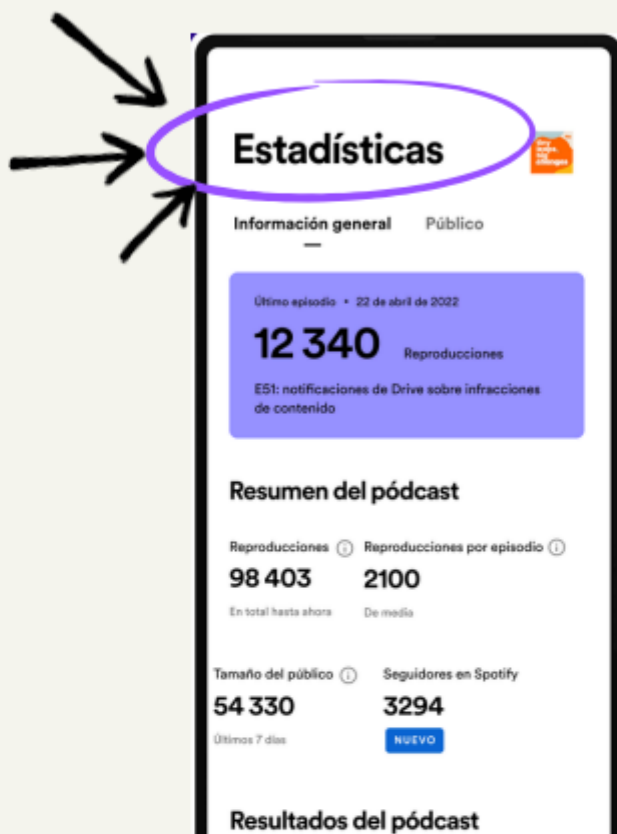 Estadísticas
Información general Público
Último episodio • 22 de abril de 2022
12 340 Reproducciones
E51: notificaciones de Drive sobre infracciones
de contenido
Resumen del pódcast
Reproducciones Reproducciones por episodio
98 403 2100
En total hasta ahora De media
Tamaño del público Seguidores en Spotify
54 330 3294
Últimos 7 días NUEVO
Resultados del pódcast